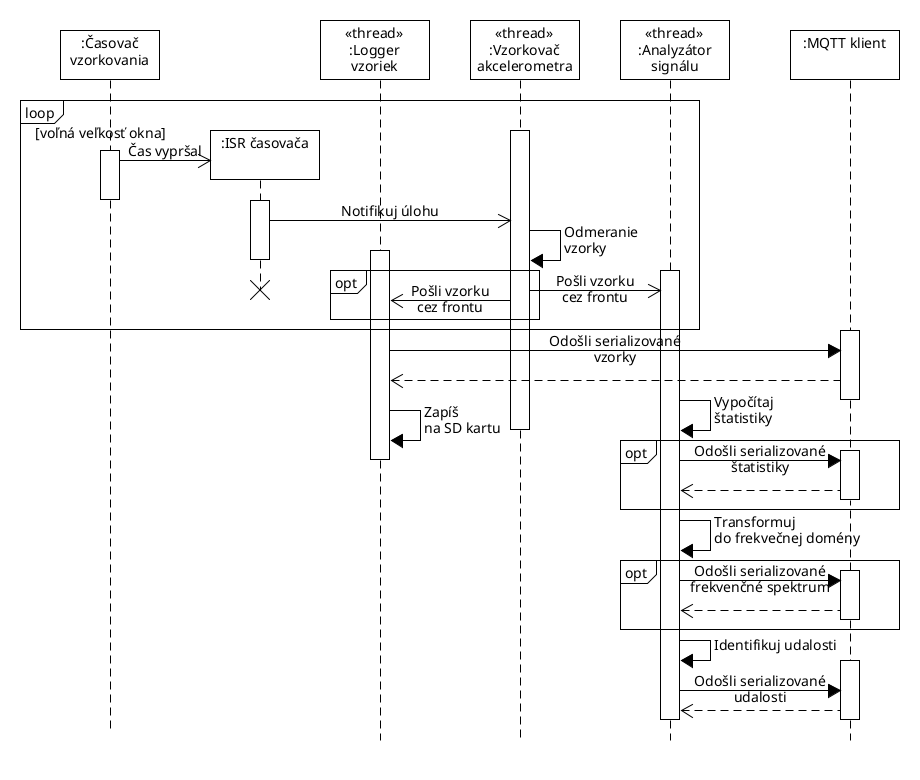 :Časovač
vzorkovania
«thread»
:Logger
vzoriek
«thread»
:Vzorkovač
akcelerometra
«thread»
:Analyzátor
signálu
:MQTT klient
loop
[voľná veľkosť okna]
Čas vypršal
:ISR časovača
Notifikuj úlohu
Odmeranie
vzorky
opt
Pošli vzorku
cez frontu
Pošli vzorku
cez frontu
Odošli serializované
vzorky
Vypočítaj
štatistiky
Zapíš
na SD kartu
opt
Odošli serializované
štatistiky
Transformuj
do frekvečnej domény
opt
Odošli serializované
frekvenčné spektrum
Identifikuj udalosti
Odošli serializované
udalosti